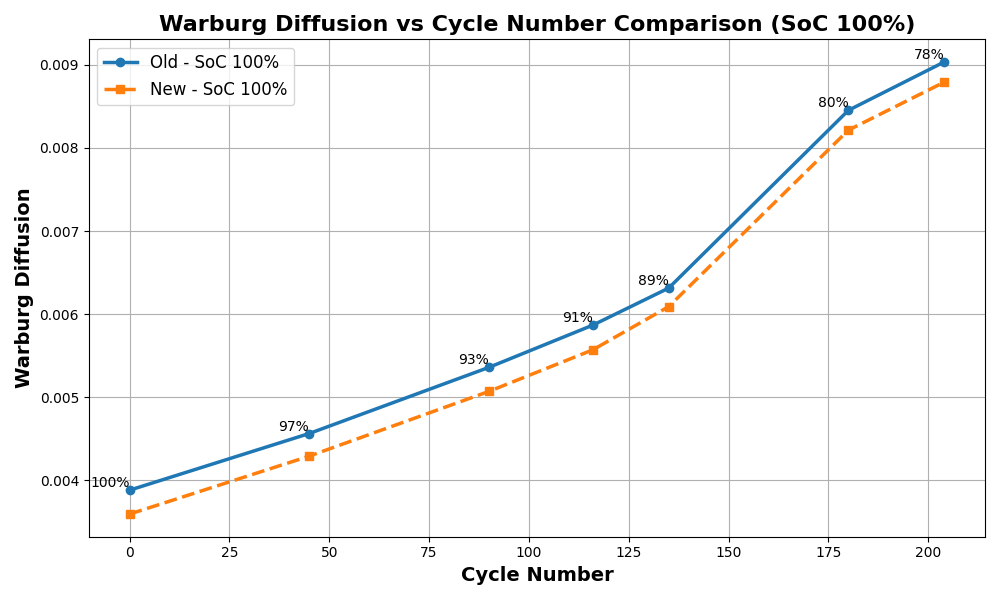 Warburg Diffusion vs Cycle Number Comparison (SoC 100%)
Old - SoC 100%
New - SoC 100%
Warburg Diffusion
0.009
0.008
0.007
0.006
0.005
0.004
100%
97%
93%
91%
89%
80%
78%
0 25 50 75 100 125 150 175 200
Cycle Number